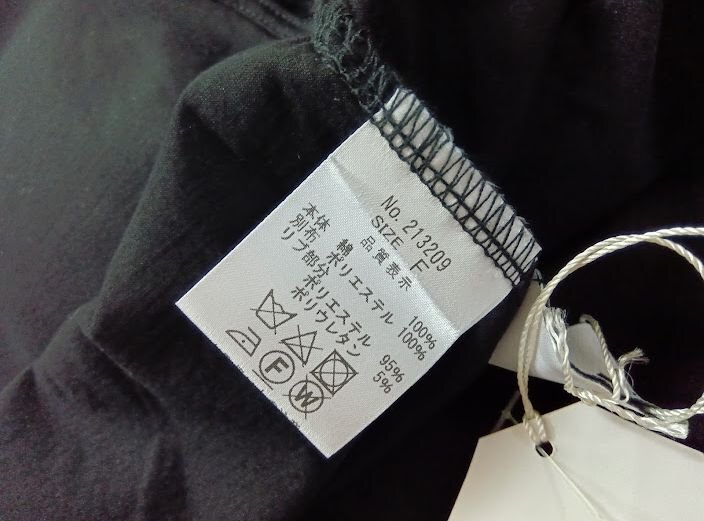 No. 213209
SIZE F
品質表示
本体 綿 100%
別布 ポリエステル 100%
リブ部分
ポリエステル 95%
ポリウレタン 5%
F W